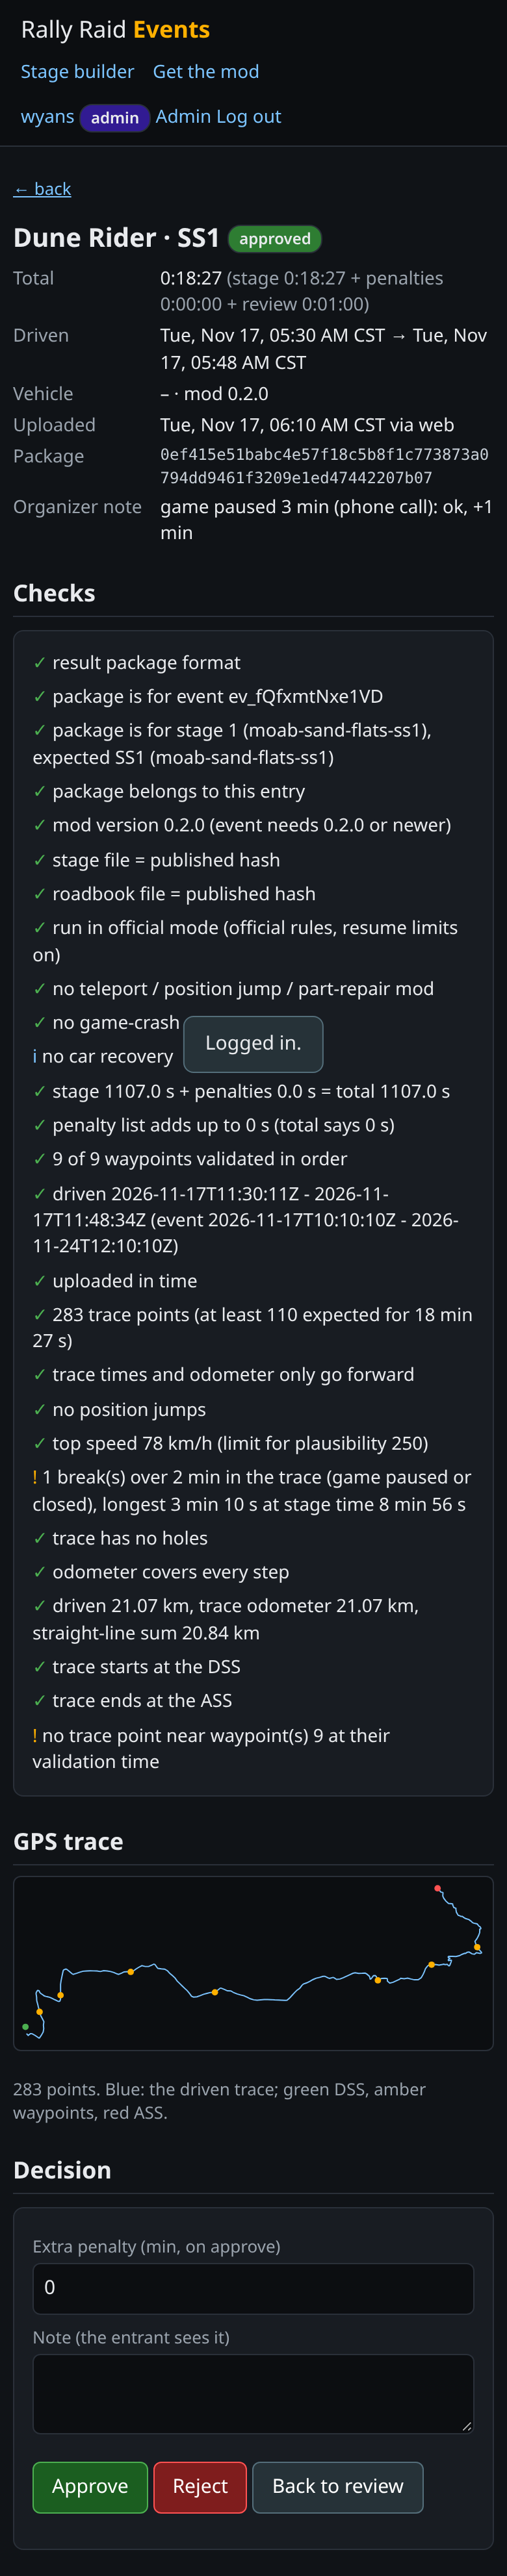 Rally Raid Events
Stage builder Get the mod
wyans admin Admin Log out
← back
Dune Rider · SS1 approved
Total 0:18:27 (stage 0:18:27 + penalties
0:00:00 + review 0:01:00)
Driven Tue, Nov 17, 05:30 AM CST → Tue, Nov
17, 05:48 AM CST
Vehicle – · mod 0.2.0
Uploaded Tue, Nov 17, 06:10 AM CST via web
Package 0ef415e51babc4e57f18c5b8f1c773873a0
794dd9461f3209e1ed47442207b07
Organizer note game paused 3 min (phone call): ok, +1
min
Checks
✓ result package format
✓ package is for event ev_fQfxmtNxe1VD
✓ package is for stage 1 (moab-sand-flats-ss1),
expected SS1 (moab-sand-flats-ss1)
✓ package belongs to this entry
✓ mod version 0.2.0 (event needs 0.2.0 or newer)
✓ stage file = published hash
✓ roadbook file = published hash
✓ run in official mode (official rules, resume limits
on)
✓ no teleport / position jump / part-repair mod
✓ no game-crash
Logged in.
i no car recovery
✓ stage 1107.0 s + penalties 0.0 s = total 1107.0 s
✓ penalty list adds up to 0 s (total says 0 s)
✓ 9 of 9 waypoints validated in order
✓ driven 2026-11-17T11:30:11Z - 2026-11-
17T11:48:34Z (event 2026-11-17T10:10:10Z - 2026-
11-24T12:10:10Z)
✓ uploaded in time
✓ 283 trace points (at least 110 expected for 18 min
27 s)
✓ trace times and odometer only go forward
✓ no position jumps
✓ top speed 78 km/h (limit for plausibility 250)
! 1 break(s) over 2 min in the trace (game paused or
closed), longest 3 min 10 s at stage time 8 min 56 s
✓ trace has no holes
✓ odometer covers every step
✓ driven 21.07 km, trace odometer 21.07 km,
straight-line sum 20.84 km
✓ trace starts at the DSS
✓ trace ends at the ASS
! no trace point near waypoint(s) 9 at their
validation time
GPS trace
283 points. Blue: the driven trace; green DSS, amber
waypoints, red ASS.
Decision
Extra penalty (min, on approve)
0
Note (the entrant sees it)
Approve Reject Back to review